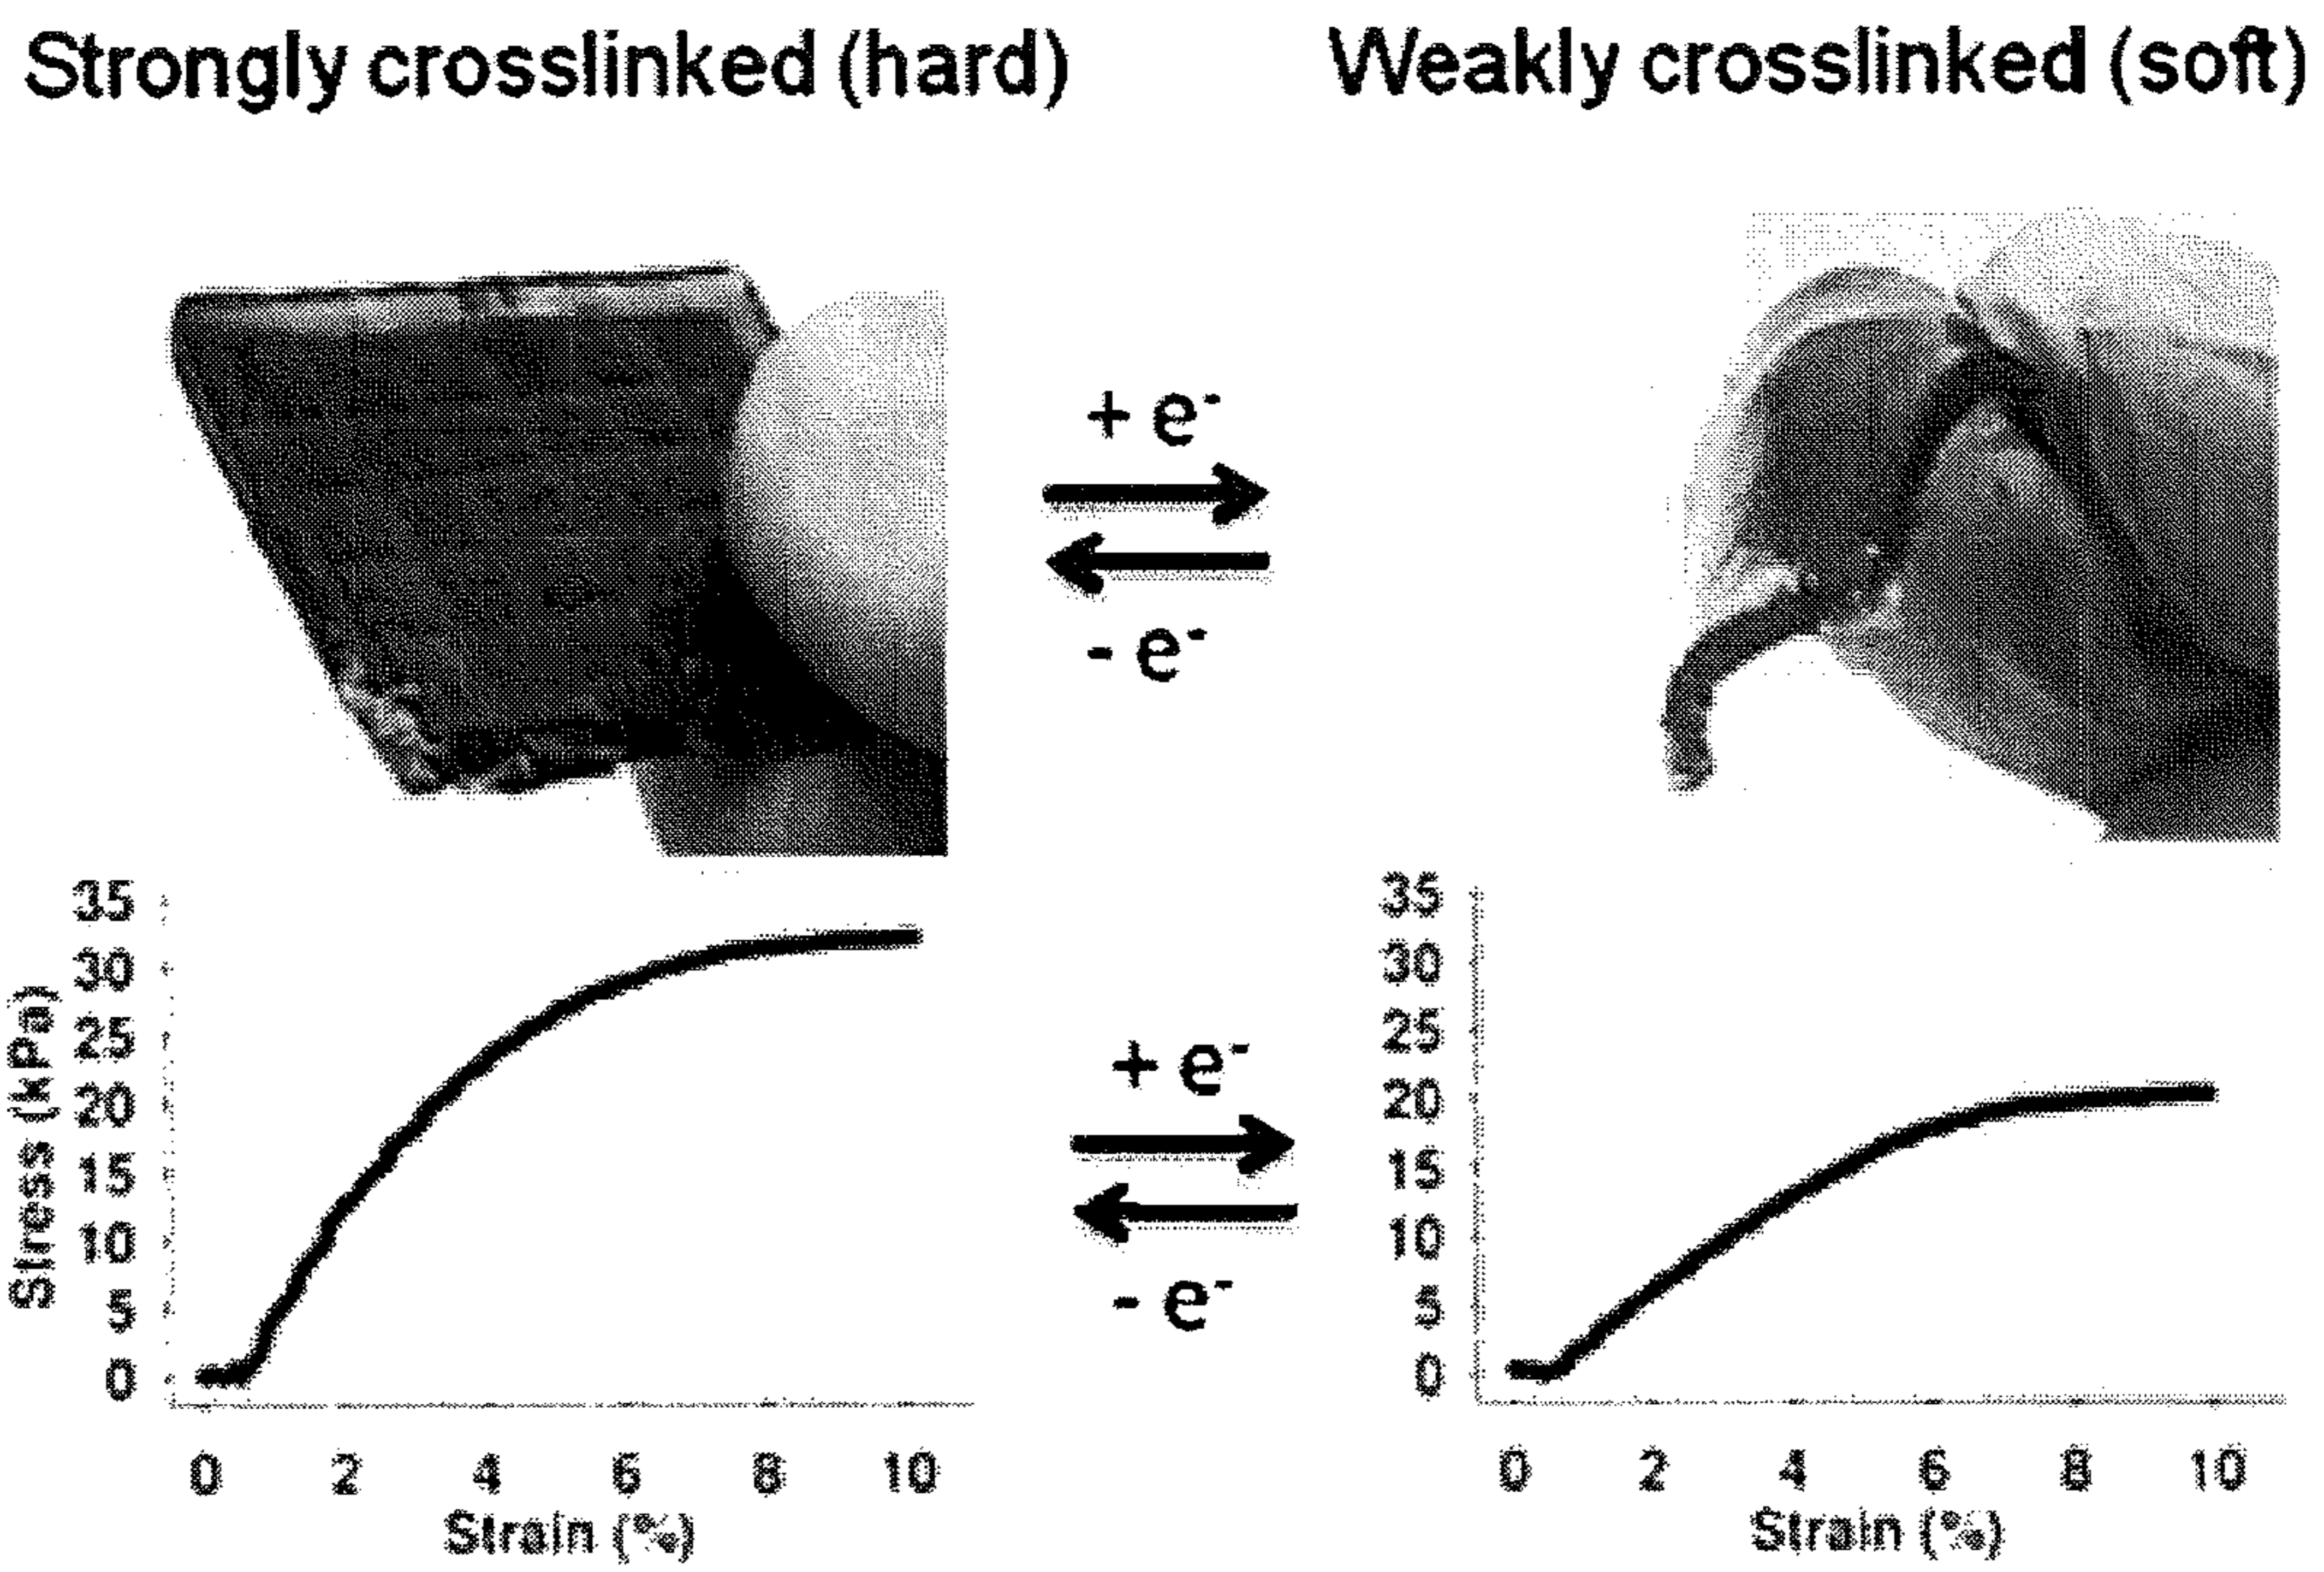 Strongly crosslinked (hard)
Weakly crosslinked (soft)
+ e-
- e-
35
30
25
20
15
10
5
0
Stress (kPa)
0 2 4 6 8 10
Strain (%)
+ e-
- e-
35
30
25
20
15
10
5
0
0 2 4 6 8 10
Strain (%)